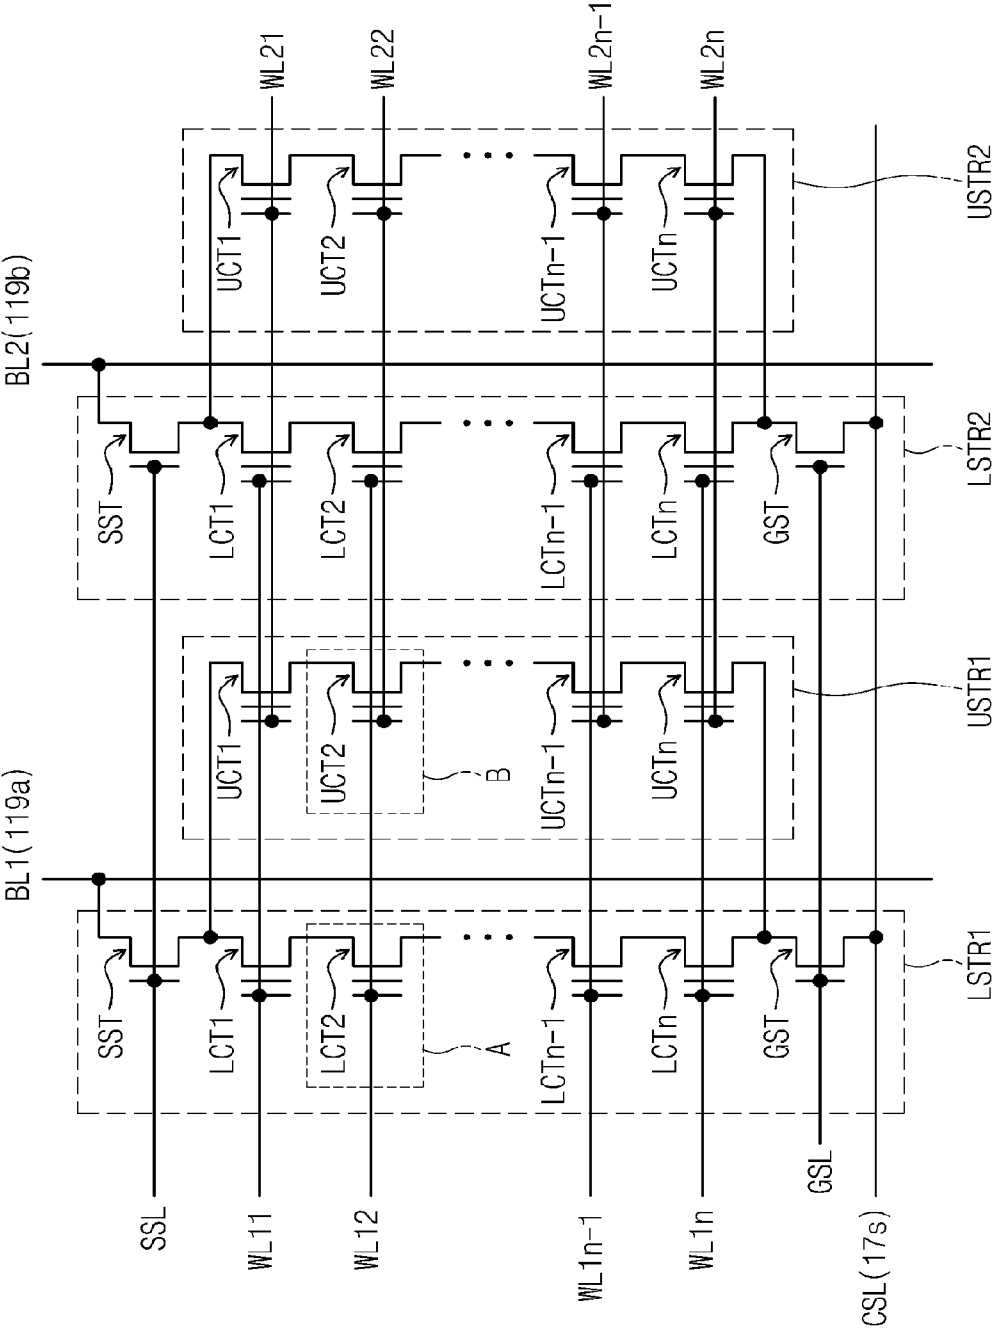 BL1(119a)
BL2(119b)
SSL
SST
SST
LCT1
UCT1
LCT1
UCT1
WL11
WL21
LCT2
UCT2
LCT2
UCT2
WL12
WL22
A
B
LCTn-1
UCTn-1
LCTn-1
UCTn-1
WL1n-1
WL2n-1
LCTn
UCTn
LCTn
UCTn
WL1n
WL2n
GST
GST
GSL
CSL(17s)
LSTR1
USTR1
LSTR2
USTR2